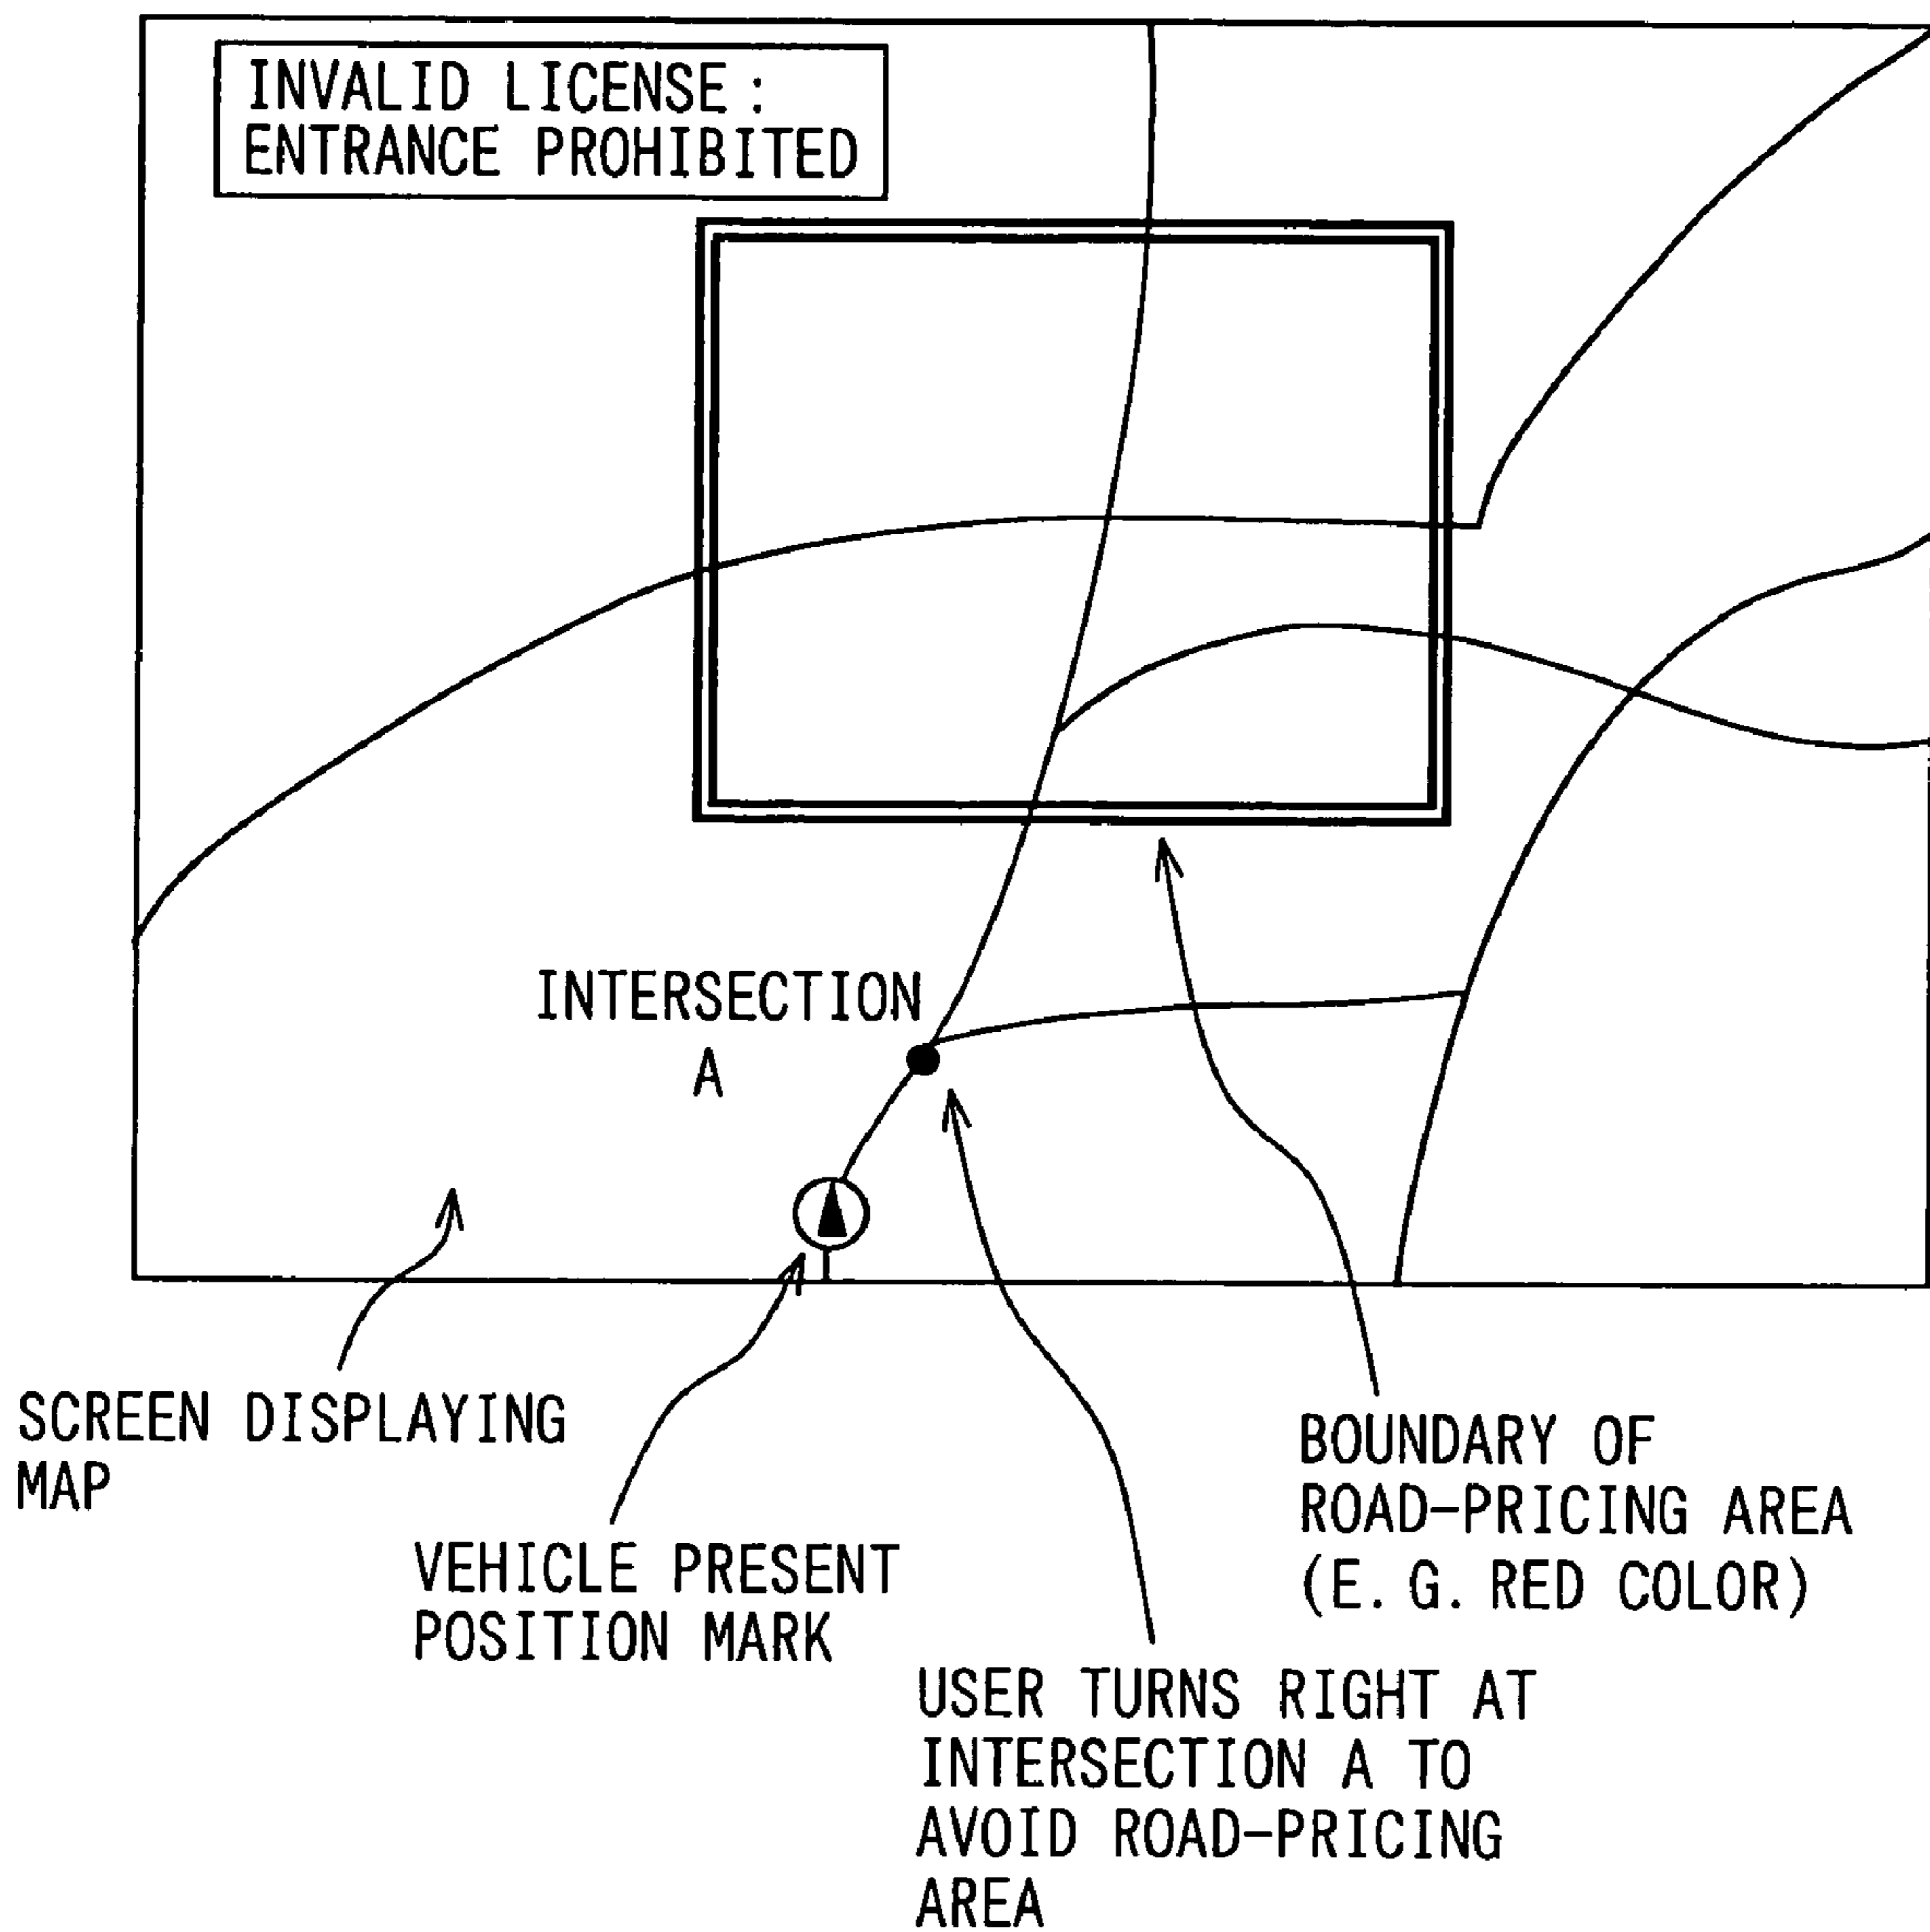 INVALID LICENSE:
ENTRANCE PROHIBITED
INTERSECTION
A
SCREEN DISPLAYING
MAP
VEHICLE PRESENT
POSITION MARK
BOUNDARY OF
ROAD-PRICING AREA
(E. G. RED COLOR)
USER TURNS RIGHT AT
INTERSECTION A TO
AVOID ROAD-PRICING
AREA